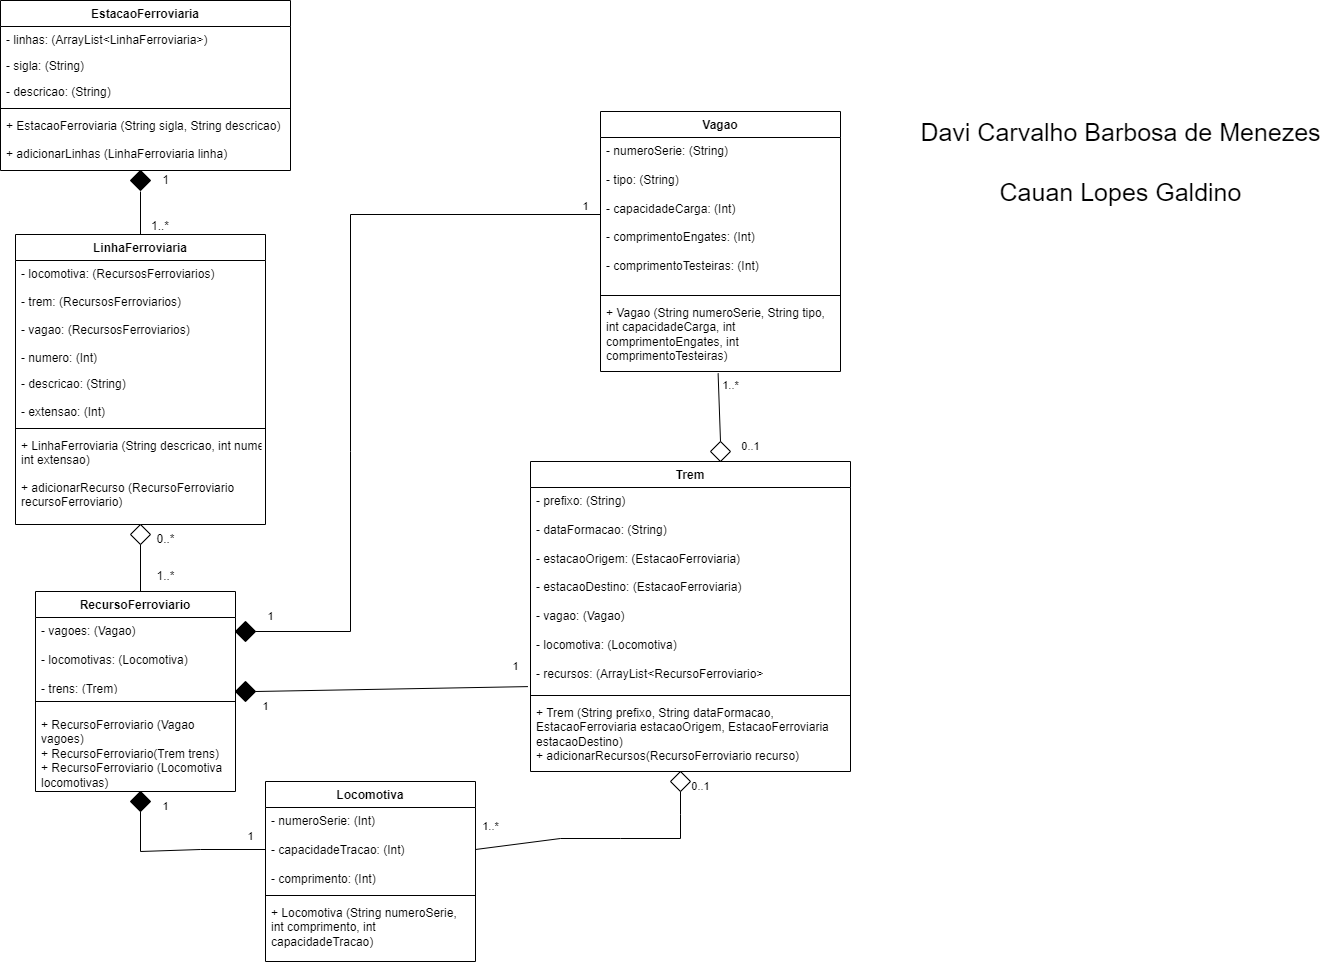 EstacaoFerroviaria
- linhas: (ArrayList<LinhaFerroviaria>)
- sigla: (String)
- descricao: (String)
+ EstacaoFerroviaria (String sigla, String descricao)
+ adicionarLinhas (LinhaFerroviaria linha)
1
1..*
LinhaFerroviaria
- locomotiva: (RecursosFerroviarios)
- trem: (RecursosFerroviarios)
- vagao: (RecursosFerroviarios)
- numero: (Int)
- descricao: (String)
- extensao: (Int)
+ LinhaFerroviaria (String descricao, int nume
int extensao)
+ adicionarRecurso (RecursoFerroviario
recursoFerroviario)
0..*
1..*
RecursoFerroviario
- vagoes: (Vagao)
- locomotivas: (Locomotiva)
- trens: (Trem)
+ RecursoFerroviario (Vagao
vagoes)
+ RecursoFerroviario(Trem trens)
+ RecursoFerroviario (Locomotiva
locomotivas)
1
1
1
1
1
1
Locomotiva
- numeroSerie: (Int)
- capacidadeTracao: (Int)
- comprimento: (Int)
+ Locomotiva (String numeroSerie,
int comprimento, int
capacidadeTracao)
1..*
0..1
Vagao
- numeroSerie: (String)
- tipo: (String)
- capacidadeCarga: (Int)
- comprimentoEngates: (Int)
- comprimentoTesteiras: (Int)
+ Vagao (String numeroSerie, String tipo,
int capacidadeCarga, int
comprimentoEngates, int
comprimentoTesteiras)
1..*
0..1
Trem
- prefixo: (String)
- dataFormacao: (String)
- estacaoOrigem: (EstacaoFerroviaria)
- estacaoDestino: (EstacaoFerroviaria)
- vagao: (Vagao)
- locomotiva: (Locomotiva)
- recursos: (ArrayList<RecursoFerroviario>
+ Trem (String prefixo, String dataFormacao,
EstacaoFerroviaria estacaoOrigem, EstacaoFerroviaria
estacaoDestino)
+ adicionarRecursos(RecursoFerroviario recurso)
Davi Carvalho Barbosa de Menezes
Cauan Lopes Galdino